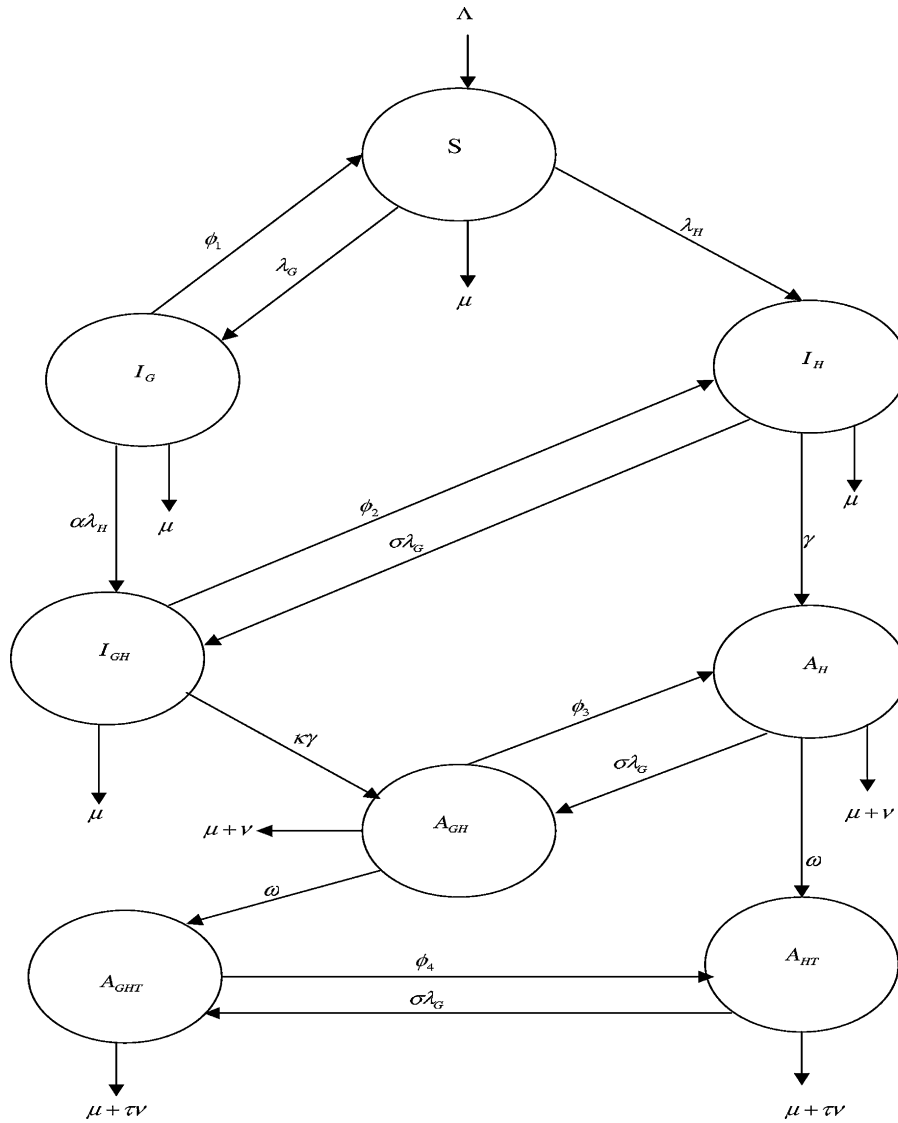 Λ
S
ϕ₁
λ_G
λ_H
μ
I_G
I_H
αλ_H
μ
ϕ₂
σλ_G
γ
μ
I_GH
A_H
κγ
ϕ₃
σλ_G
μ
μ + ν
A_GH
μ + ν
ω
ω
A_GHT
ϕ₄
A_HT
σλ_G
μ + τν
μ + τν